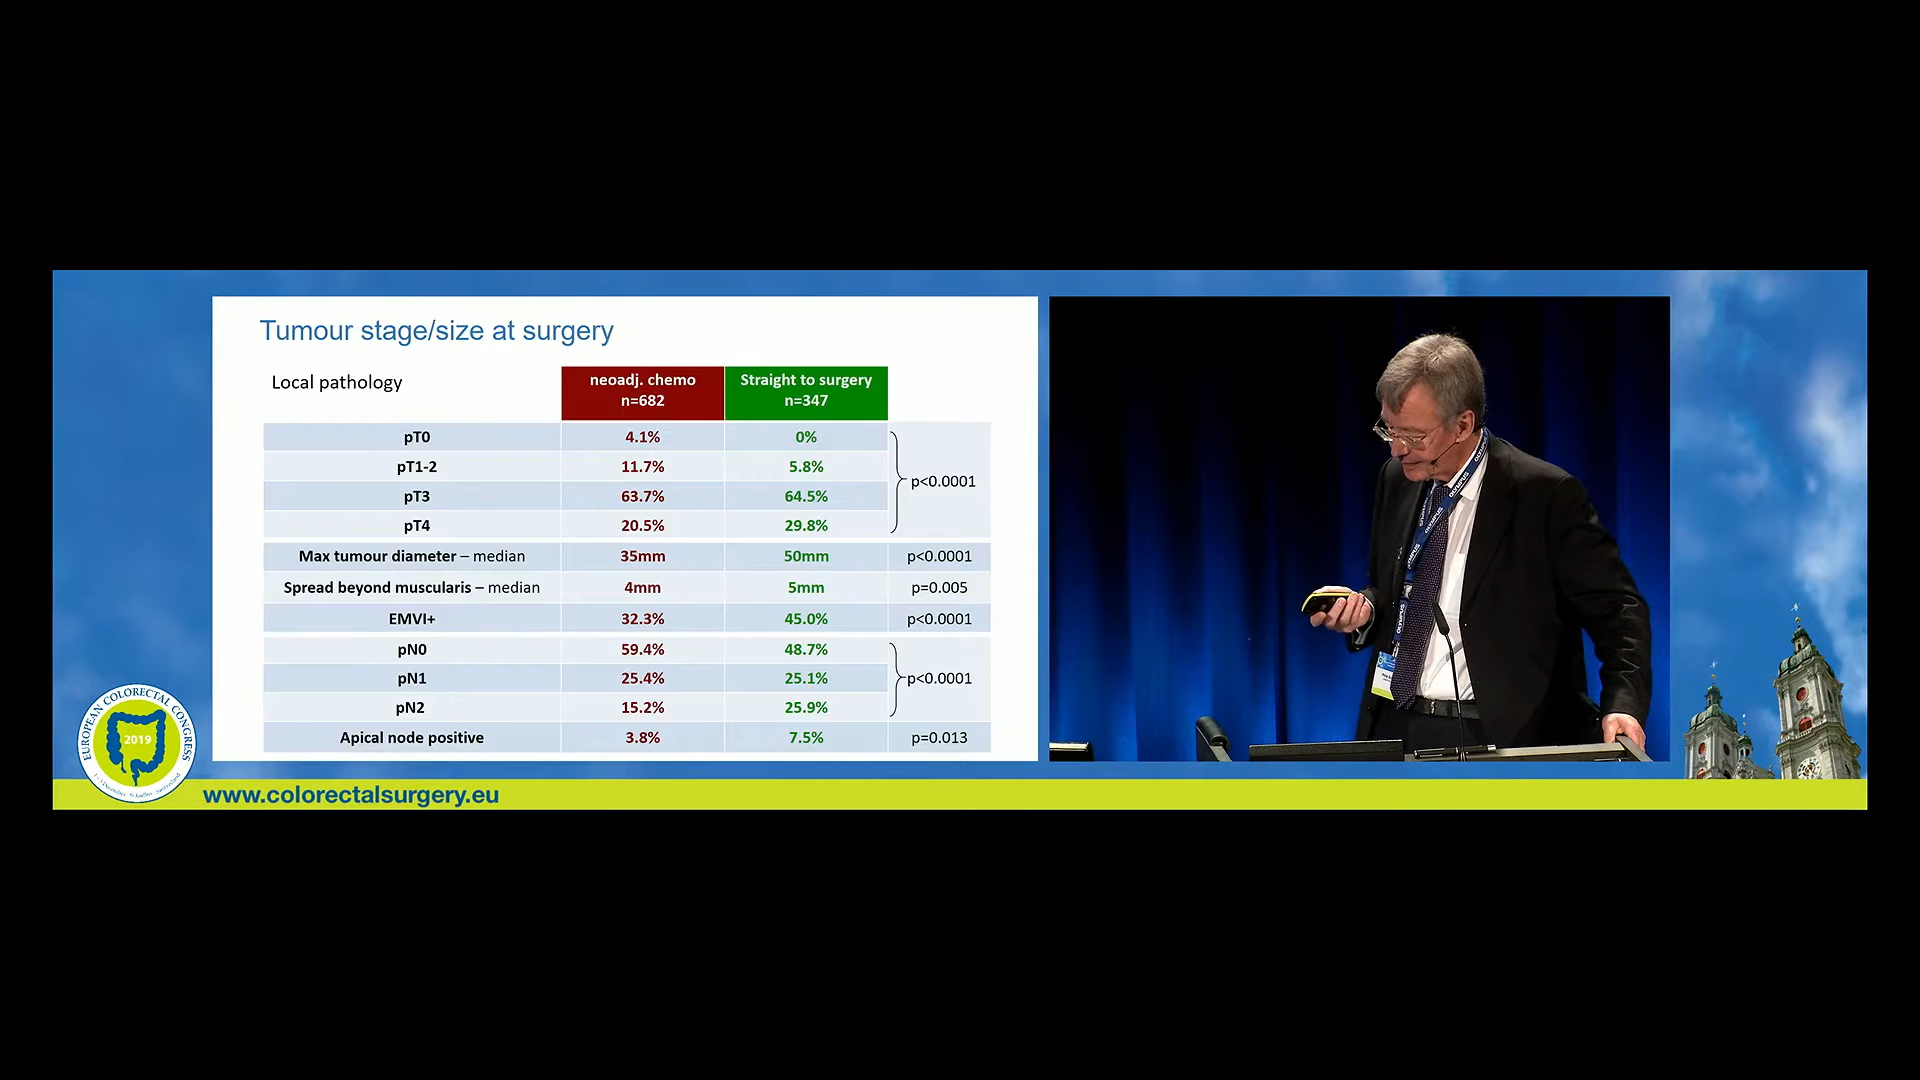 Tumour stage/size at surgery
Local pathology
neoadj. chemo
n=682
Straight to surgery
n=347
pT0 4.1% 0%
pT1-2 11.7% 5.8%
p<0.0001
pT3 63.7% 64.5%
pT4 20.5% 29.8%
Max tumour diameter – median 35mm 50mm p<0.0001
Spread beyond muscularis – median 4mm 5mm p=0.005
EMVI+ 32.3% 45.0% p<0.0001
pN0 59.4% 48.7%
pN1 25.4% 25.1% p<0.0001
pN2 15.2% 25.9%
Apical node positive 3.8% 7.5% p=0.013
EUROPEAN COLORECTAL CONGRESS
2019
www.colorectalsurgery.eu
OLYMPUS
OLYMPUS
OLYMPUS